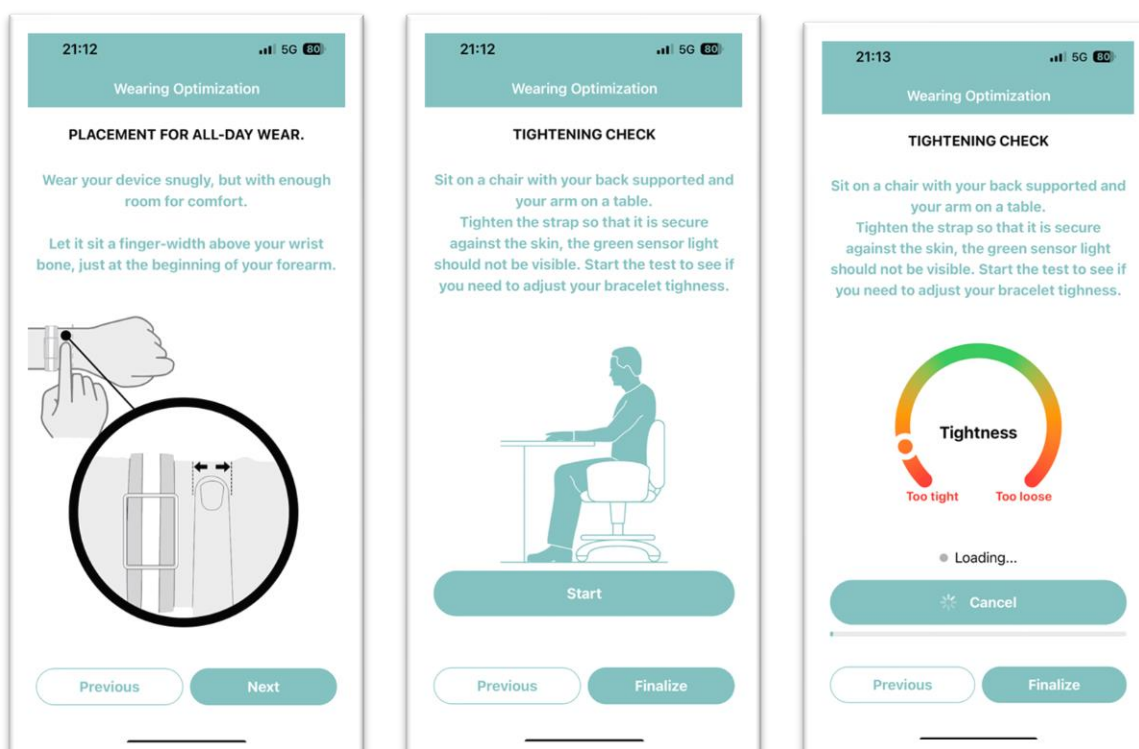 21:12
5G 80
Wearing Optimization
PLACEMENT FOR ALL-DAY WEAR.
Wear your device snugly, but with enough
room for comfort.
Let it sit a finger-width above your wrist
bone, just at the beginning of your forearm.
Previous
Next
21:12
5G 80
Wearing Optimization
TIGHTENING CHECK
Sit on a chair with your back supported and
your arm on a table.
Tighten the strap so that it is secure
against the skin, the green sensor light
should not be visible. Start the test to see if
you need to adjust your bracelet tighness.
Start
Previous
Finalize
21:13
5G 80
Wearing Optimization
TIGHTENING CHECK
Sit on a chair with your back supported and
your arm on a table.
Tighten the strap so that it is secure
against the skin, the green sensor light
should not be visible. Start the test to see if
you need to adjust your bracelet tighness.
Tightness
Too tight
Too loose
Loading...
Cancel
Previous
Finalize